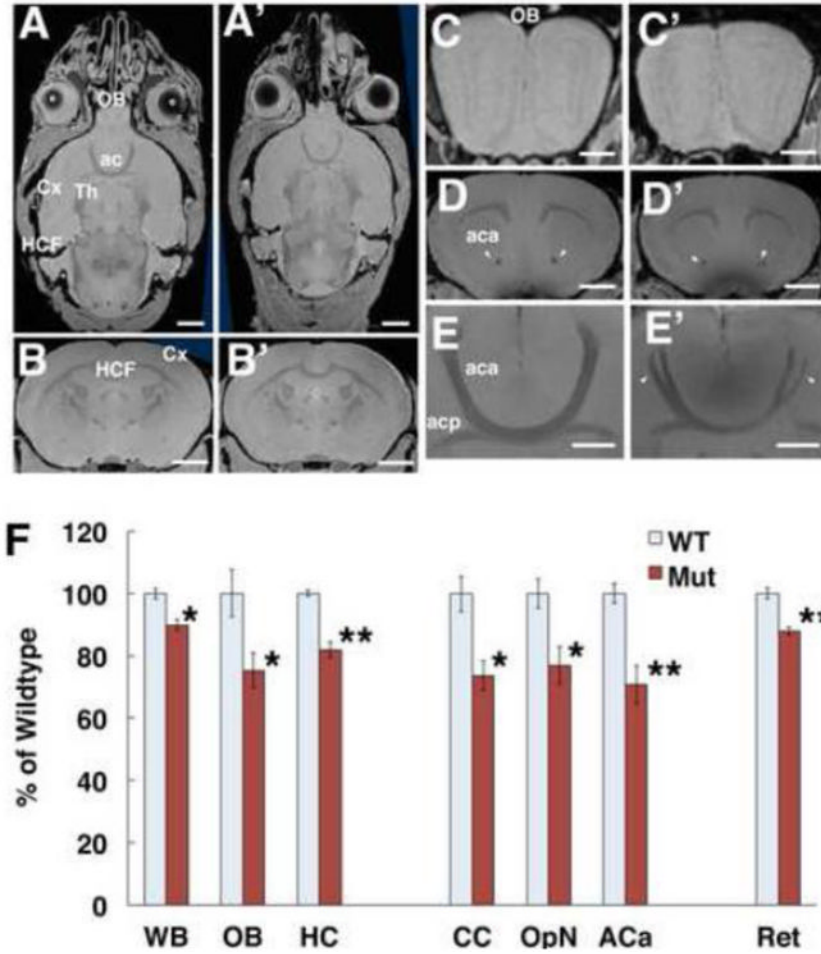 A
A'
C
OB
C'
OB
ac
Cx
Th
HCF
D
aca
D'
B
HCF
Cx
B'
E
aca
acp
E'
F
120
100
80
60
40
20
0
% of Wildtype
WT
Mut
*
*
**
*
*
**
**
WB OB HC CC OpN ACa Ret